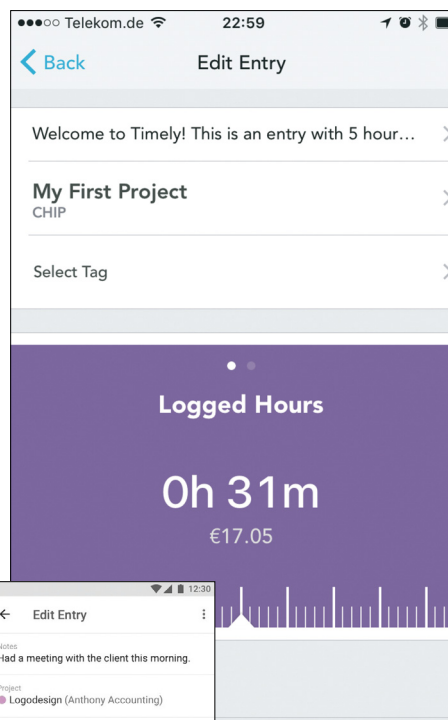 Telekom.de 22:59
Back Edit Entry
Welcome to Timely! This is an entry with 5 hour...
My First Project
CHIP
Select Tag
Logged Hours
0h 31m
€17.05
12:30
Edit Entry
Notes
Had a meeting with the client this morning.
Project
Logodesign (Anthony Accounting)